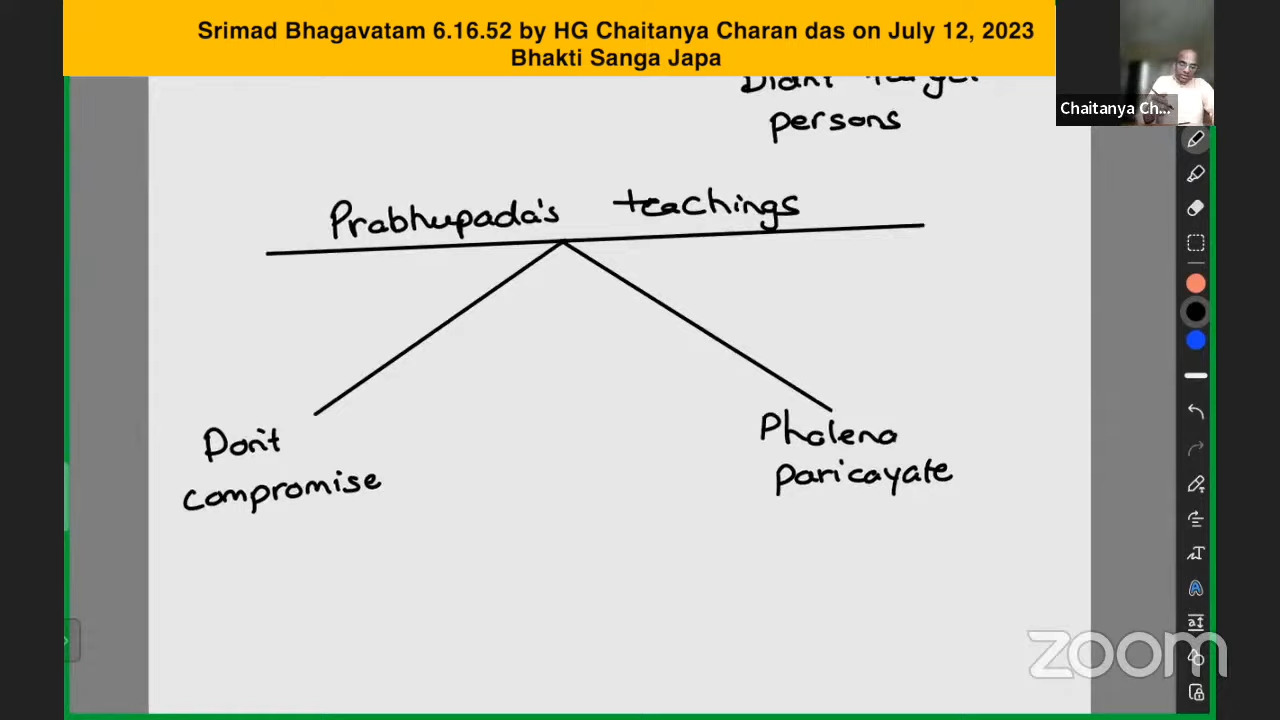 Srimad Bhagavatam 6.16.52 by HG Chaitanya Charan das on July 12, 2023
Bhakti Sanga Japa
Chaitanya Ch...
persons
Prabhupada's teachings
Don't
compromise
Phalena
paricayate
zoom